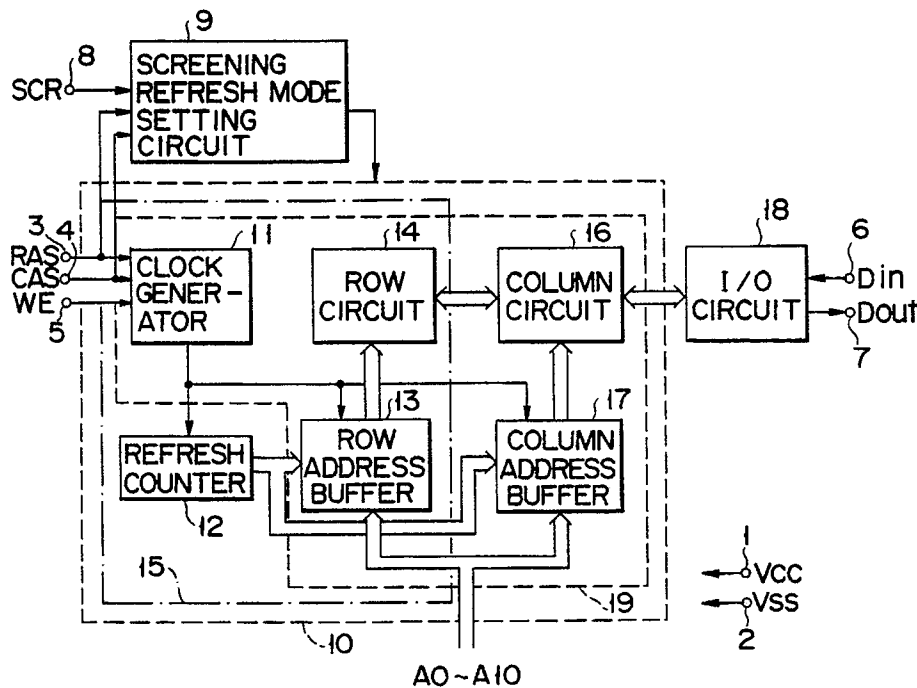 9
8
SCR
SCREENING
REFRESH MODE
SETTING
CIRCUIT
3
4
11
14
16
18
6
RAS
CAS
WE
5
CLOCK
GENER-
ATOR
ROW
CIRCUIT
COLUMN
CIRCUIT
I/O
CIRCUIT
Din
Dout
7
13
17
REFRESH
COUNTER
12
ROW
ADDRESS
BUFFER
COLUMN
ADDRESS
BUFFER
15
19
10
1
VCC
VSS
2
A0~A10